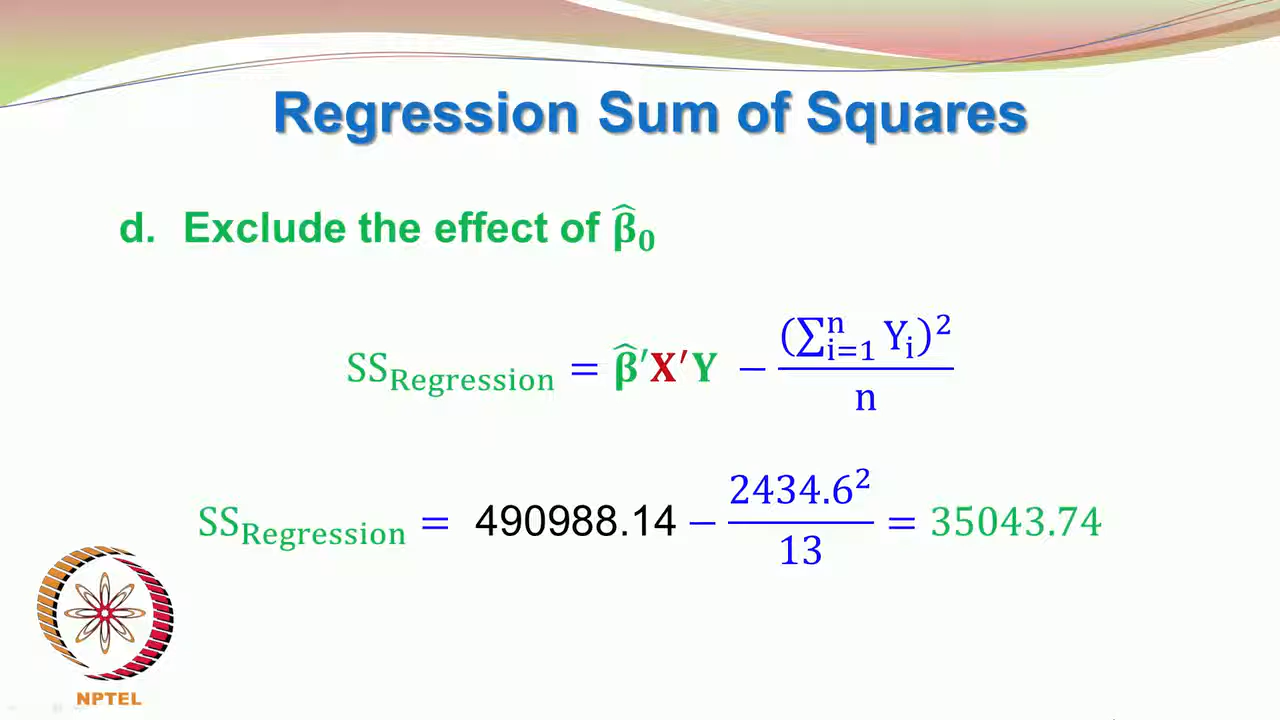 Regression Sum of Squares
d. Exclude the effect of β̂₀
SS_Regression = β̂′X′Y − (∑ⁿᵢ₌₁ Yᵢ)² / n
SS_Regression = 490988.14 − 2434.6² / 13 = 35043.74
NPTEL